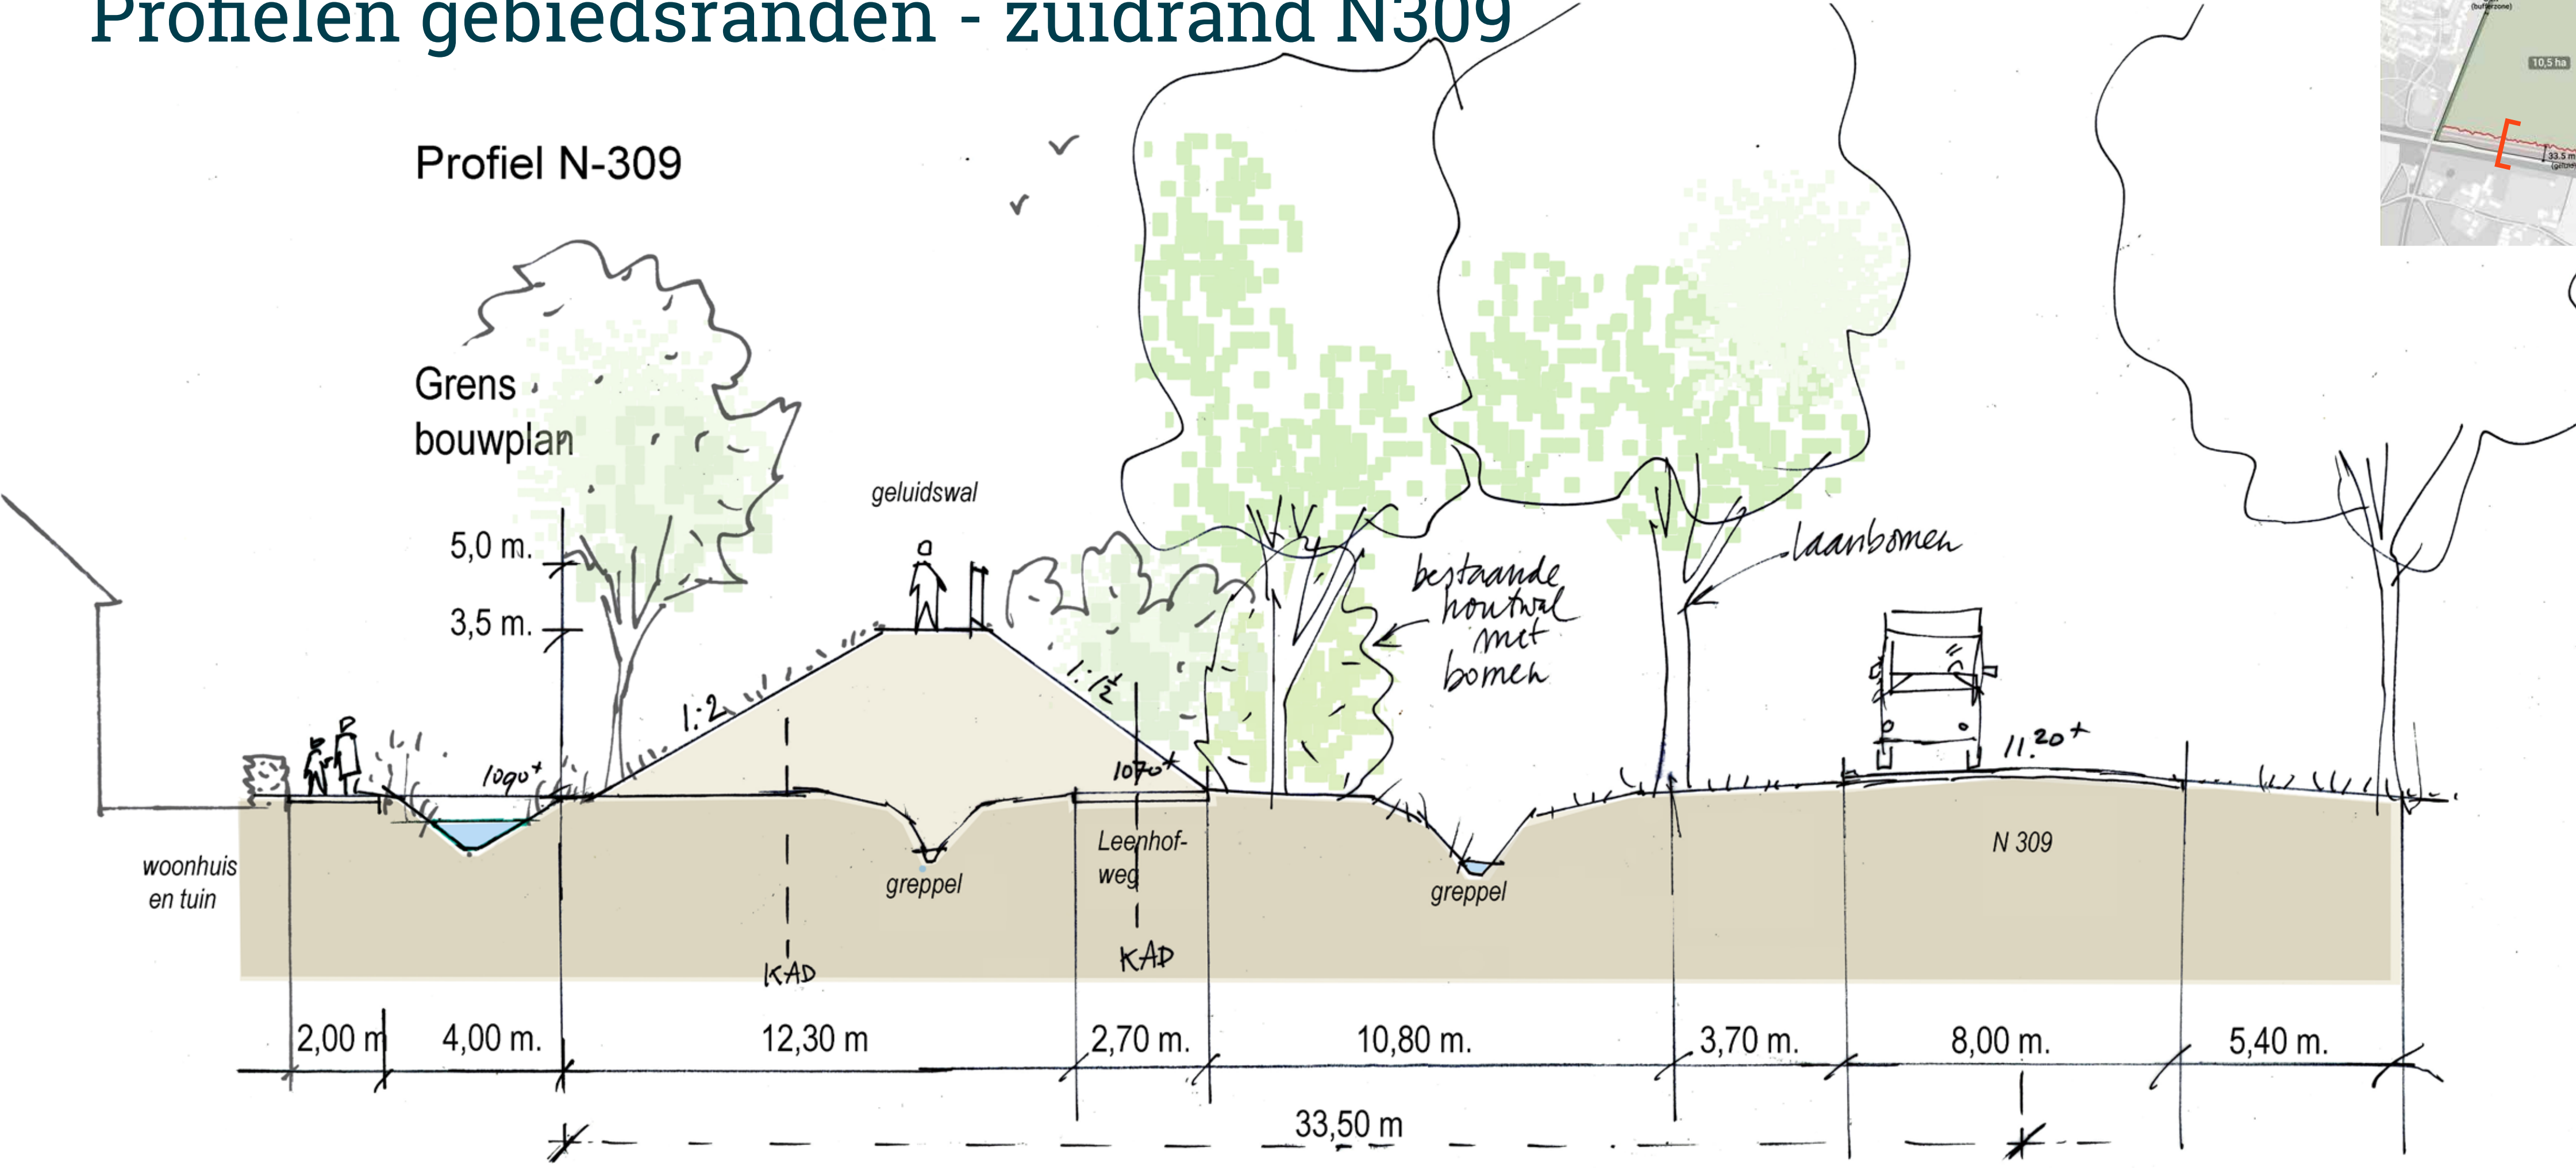 Profielen gebiedsranden - zuidrand N309
(bufferzone)
10,5 ha
33.5 m
Profiel N-309
Grens
bouwplan
geluidswal
5,0 m.
3,5 m.
laanbomen
bestaande
houtwal
met
bomen
1:2
1:1½
1090+
1070+
11.20+
woonhuis
en tuin
greppel
Leenhof-
weg
greppel
N 309
KAD
KAD
2,00 m
4,00 m.
12,30 m
2,70 m.
10,80 m.
3,70 m.
8,00 m.
5,40 m.
33,50 m